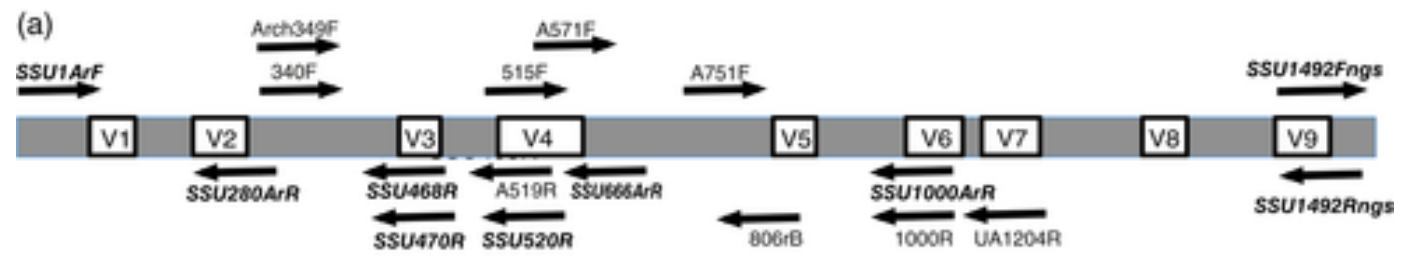 (a)
Arch349F A571F
SSU1ArF 340F 515F A751F SSU1492Fngs
V1 V2 V3 V4 V5 V6 V7 V8 V9
SSU280ArR SSU468R A519R SSU666ArR SSU1000ArR SSU1492Rngs
SSU470R SSU520R 806rB 1000R UA1204R